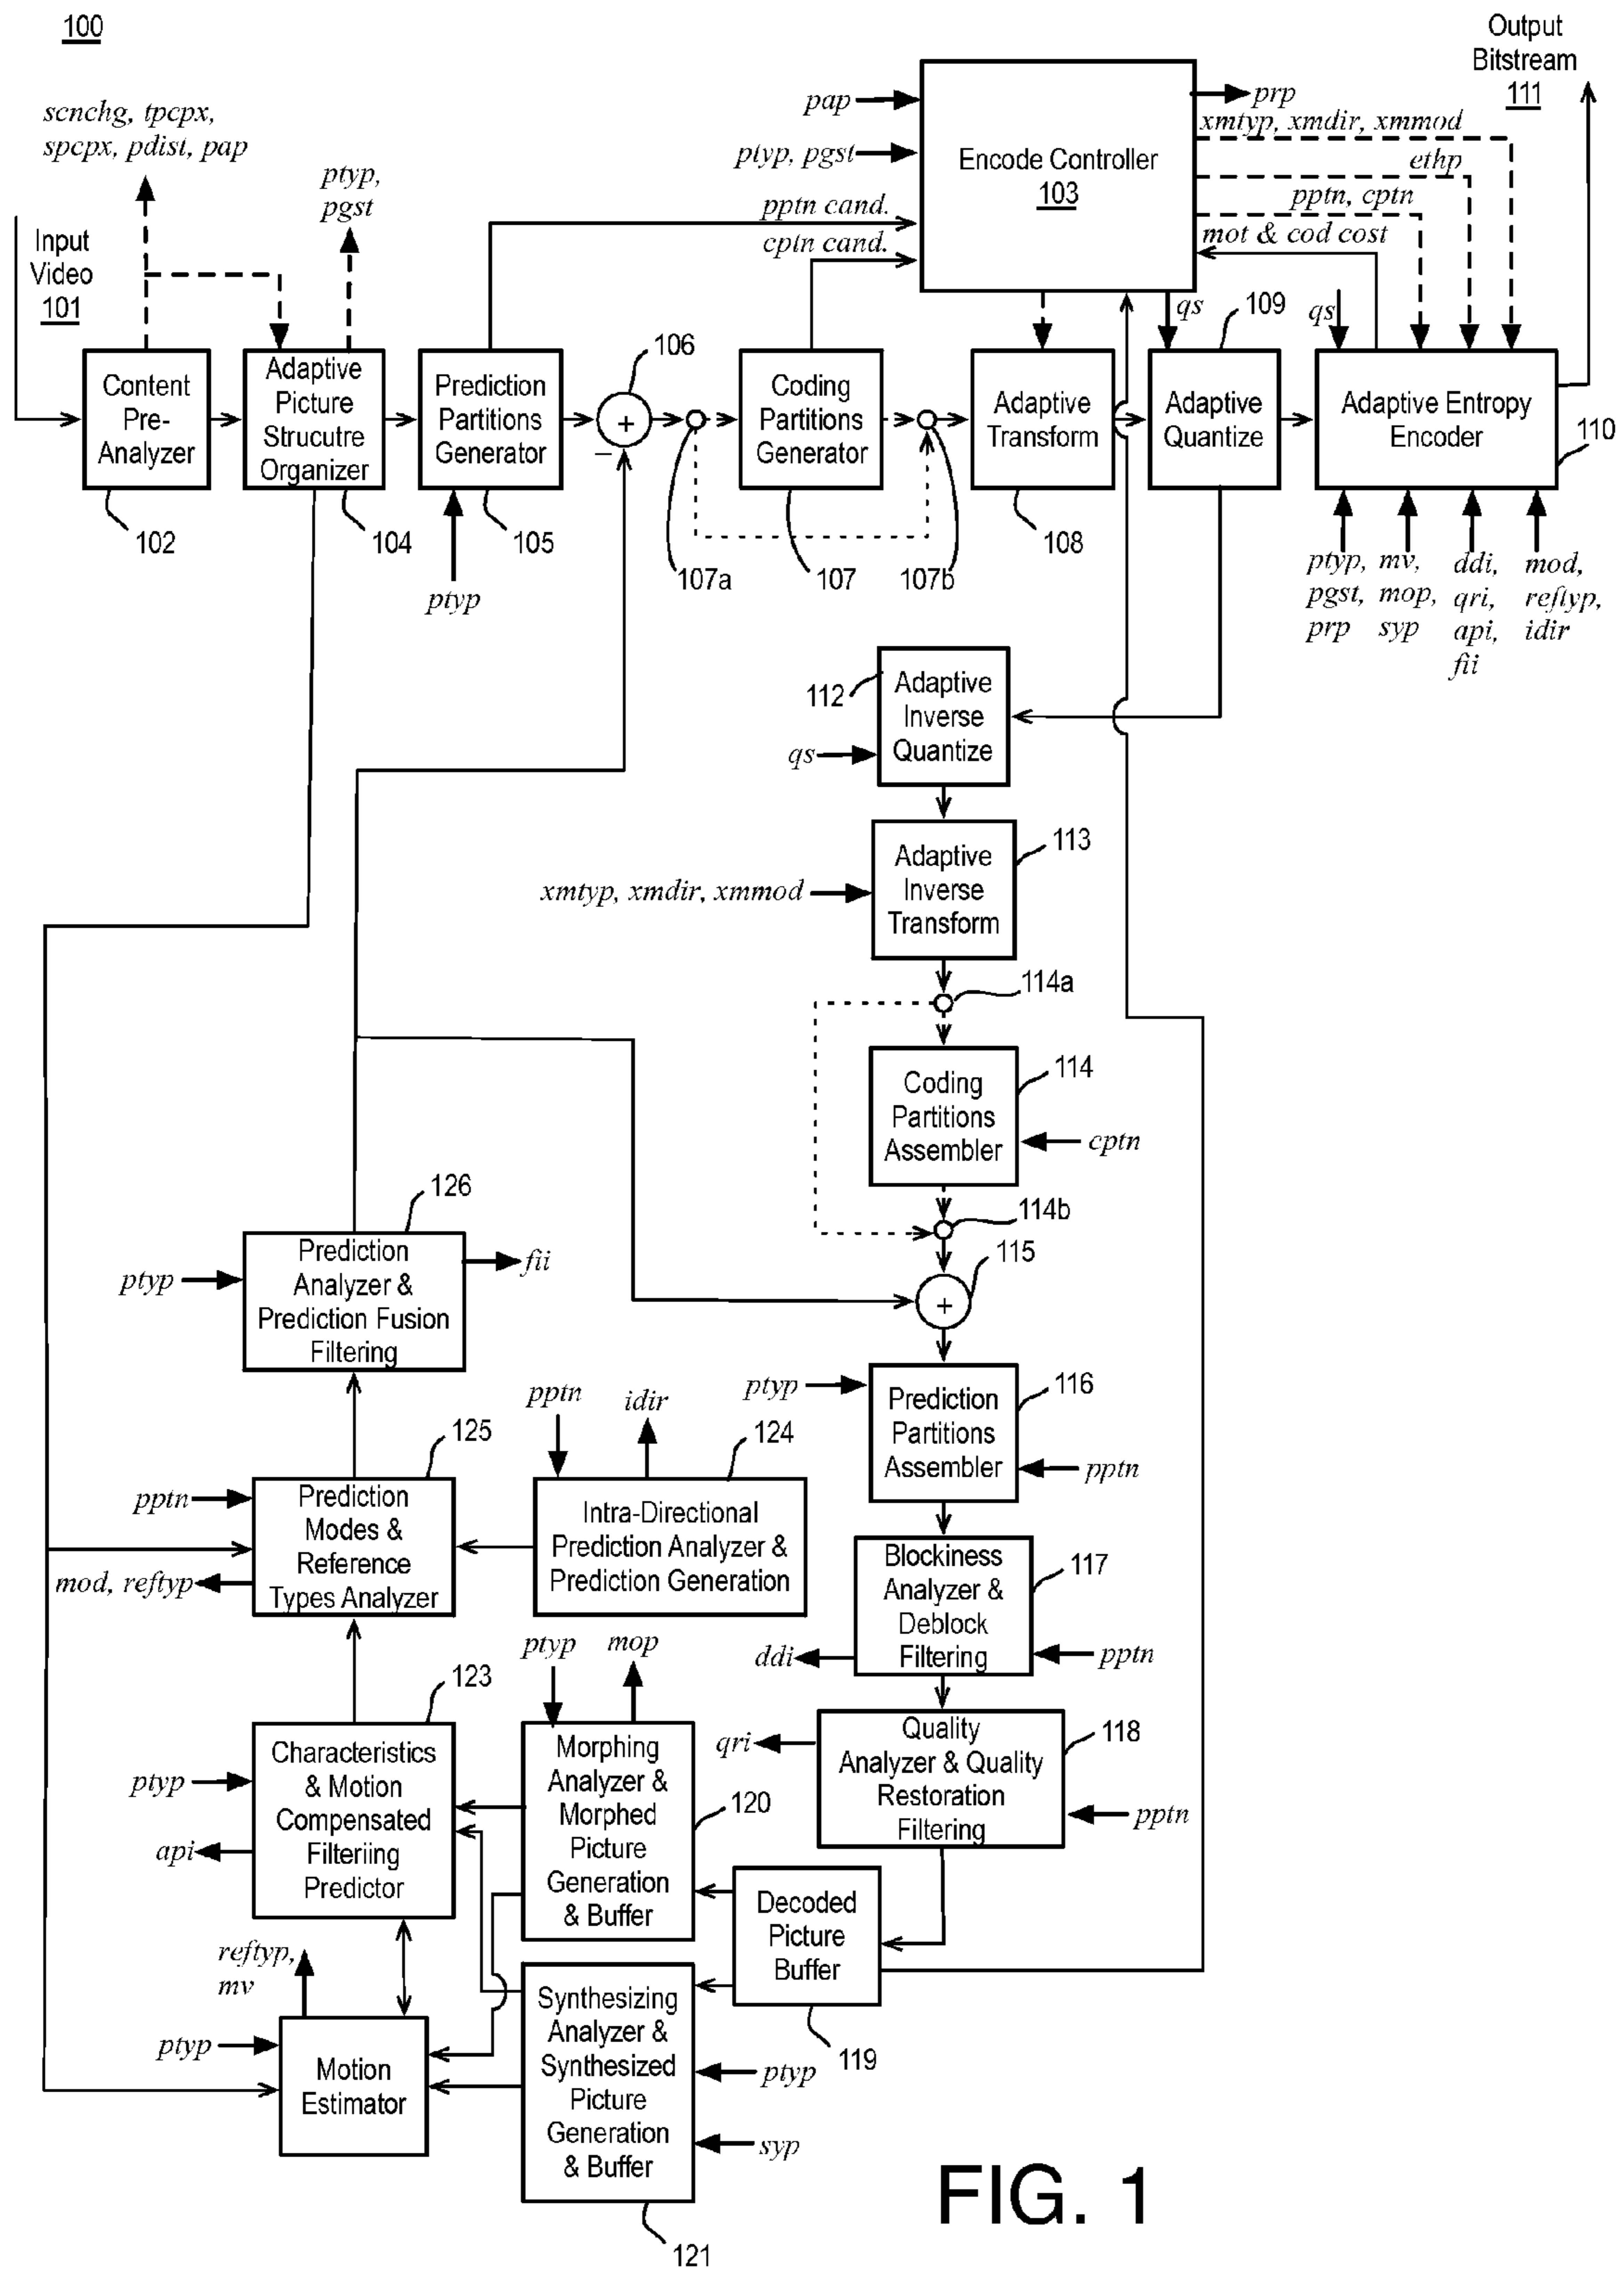 100
Output
Bitstream
111
scnchg, tpcpx,
spcpx, pdist, pap
ptyp,
pgst
Input
Video
101
pap
ptyp, pgst
pptn cand.
cptn cand.
Encode Controller
103
prp
xmtyp, xmdir, xmmod
ethp
pptn, cptn
mot & cod cost
qs
109
qs
106
Content
Pre-
Analyzer
102
Adaptive
Picture
Strucutre
Organizer
104
Prediction
Partitions
Generator
105
ptyp
+
−
107a
Coding
Partitions
Generator
107
107b
Adaptive
Transform
108
Adaptive
Quantize
Adaptive Entropy
Encoder
110
ptyp,
pgst,
prp
mv,
mop,
syp
ddi,
qri,
api,
fii
mod,
reftyp,
idir
112
Adaptive
Inverse
Quantize
qs
113
Adaptive
Inverse
Transform
xmtyp, xmdir, xmmod
114a
114
Coding
Partitions
Assembler
cptn
114b
115
+
126
Prediction
Analyzer &
Prediction Fusion
Filtering
ptyp
fii
ptyp
116
Prediction
Partitions
Assembler
pptn
125
pptn
Prediction
Modes &
Reference
Types Analyzer
mod, reftyp
pptn
idir
124
Intra-Directional
Prediction Analyzer &
Prediction Generation
117
Blockiness
Analyzer &
Deblock
Filtering
ddi
pptn
123
Characteristics
& Motion
Compensated
Filteriing
Predictor
ptyp
api
ptyp
mop
Morphing
Analyzer &
Morphed
Picture
Generation
& Buffer
120
qri
118
Quality
Analyzer & Quality
Restoration
Filtering
pptn
Decoded
Picture
Buffer
119
reftyp,
mv
ptyp
Motion
Estimator
Synthesizing
Analyzer &
Synthesized
Picture
Generation
& Buffer
ptyp
syp
121
FIG. 1